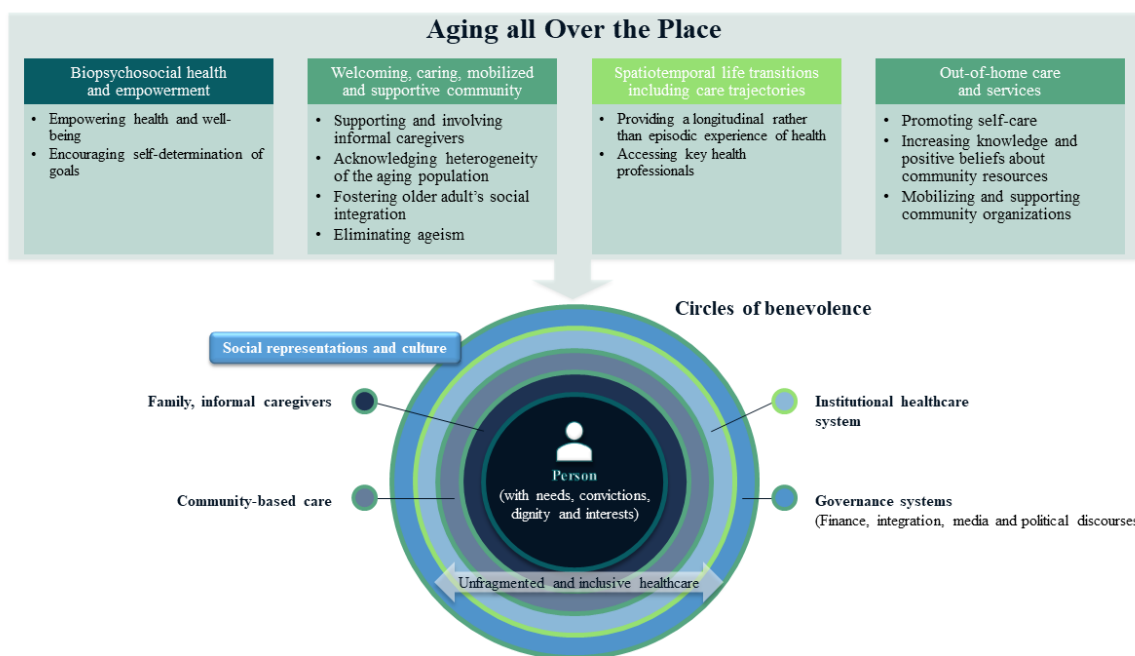 Aging all Over the Place
Biopsychosocial health
and empowerment
• Empowering health and well-
being
• Encouraging self-determination of
goals
Welcoming, caring, mobilized
and supportive community
• Supporting and involving
informal caregivers
• Acknowledging heterogeneity
of the aging population
• Fostering older adult's social
integration
• Eliminating ageism
Spatiotemporal life transitions
including care trajectories
• Providing a longitudinal rather
than episodic experience of health
• Accessing key health
professionals
Out-of-home care
and services
• Promoting self-care
• Increasing knowledge and
positive beliefs about
community resources
• Mobilizing and supporting
community organizations
Circles of benevolence
Social representations and culture
Family, informal caregivers
Community-based care
Person
(with needs, convictions,
dignity and interests)
Institutional healthcare
system
Governance systems
(Finance, integration, media and political discourses
Unfragmented and inclusive healthcare